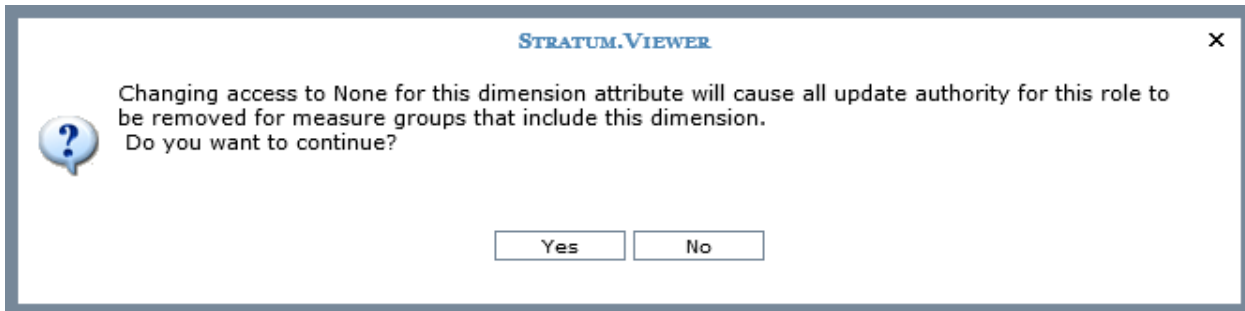 STRATUM.VIEWER
Changing access to None for this dimension attribute will cause all update authority for this role to
be removed for measure groups that include this dimension.
Do you want to continue?
Yes No